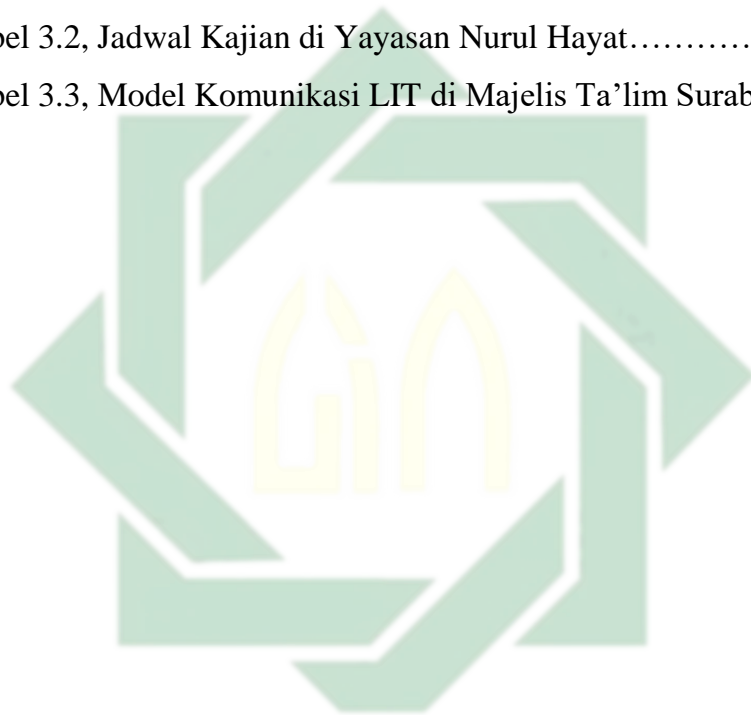 bel 3.2, Jadwal Kajian di Yayasan Nurul Hayat…………
bel 3.3, Model Komunikasi LIT di Majelis Ta’lim Surab